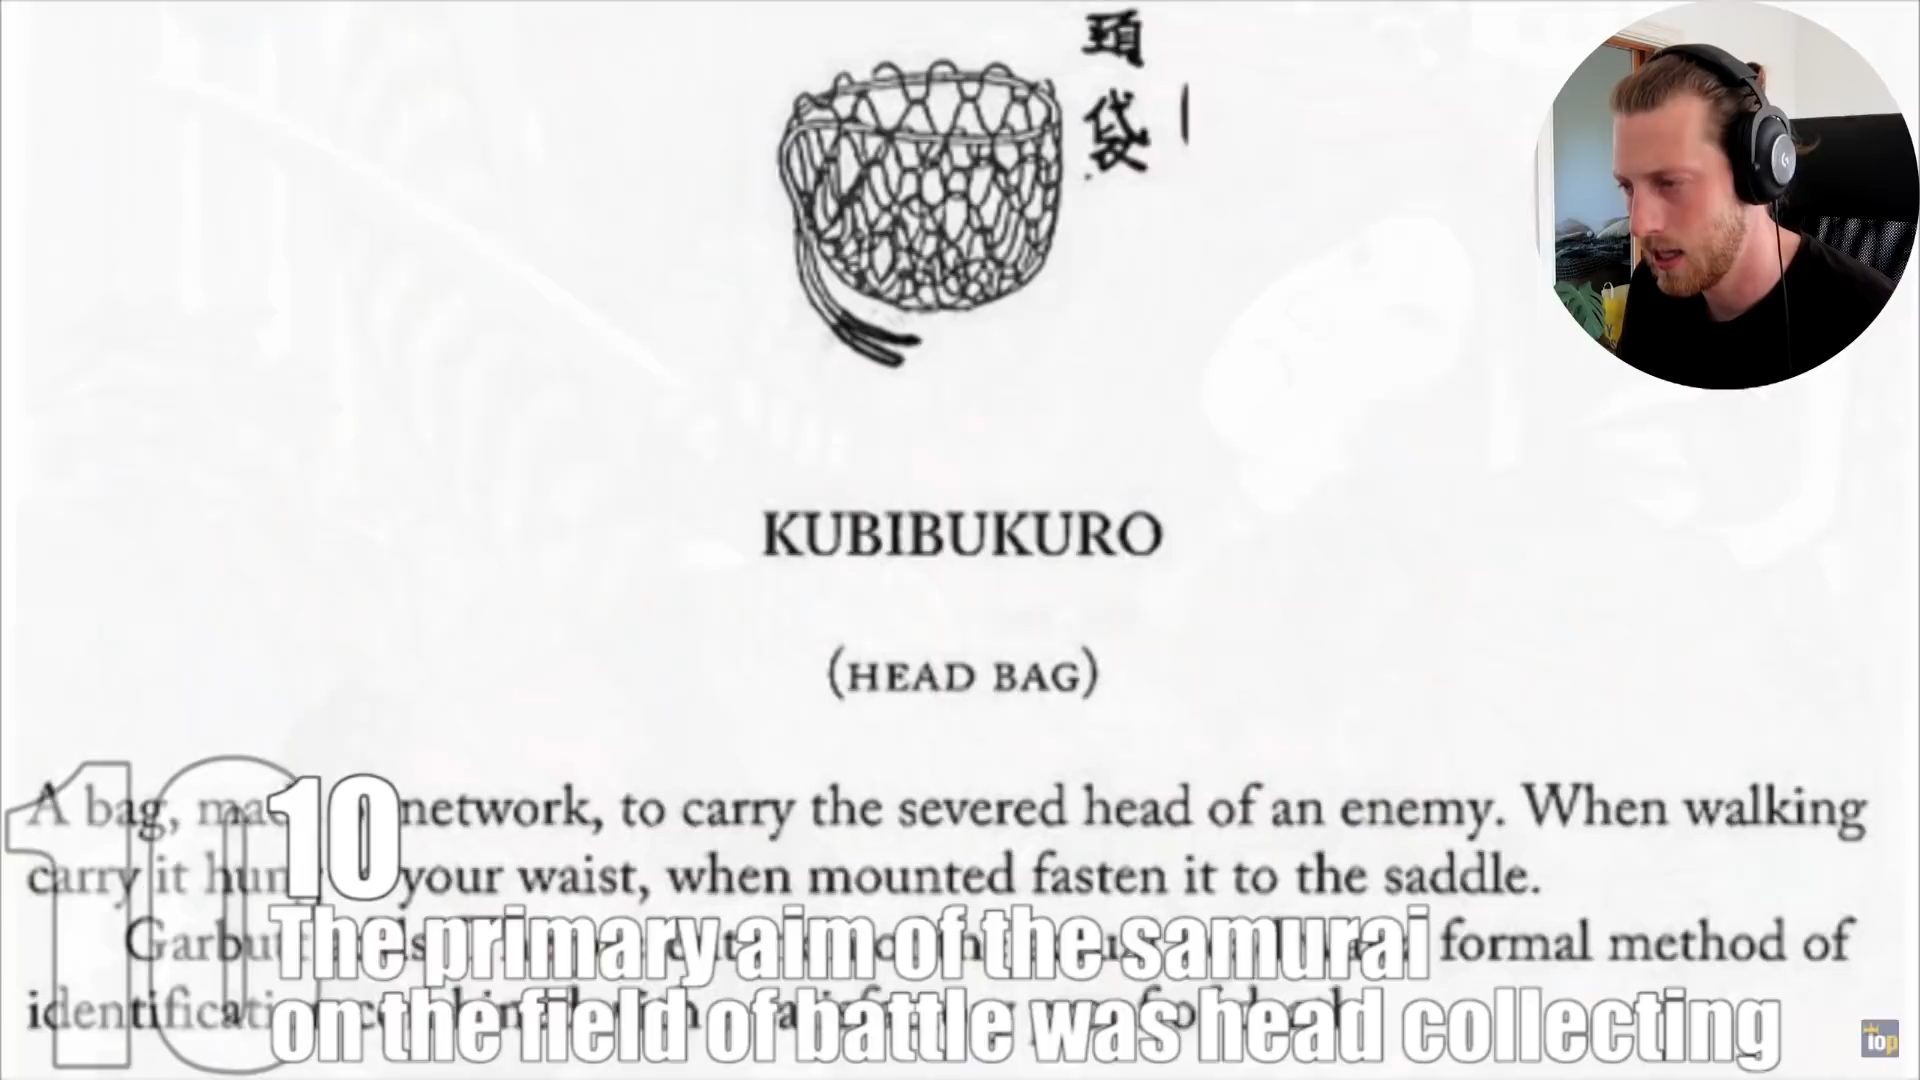 頭袋
KUBIBUKURO
(HEAD BAG)
A bag, network, to carry the severed head of an enemy. When walking
carry it your waist, when mounted fasten it to the saddle.
formal method of
10
The primary aim of the samurai
on the field of battle was head collecting
top